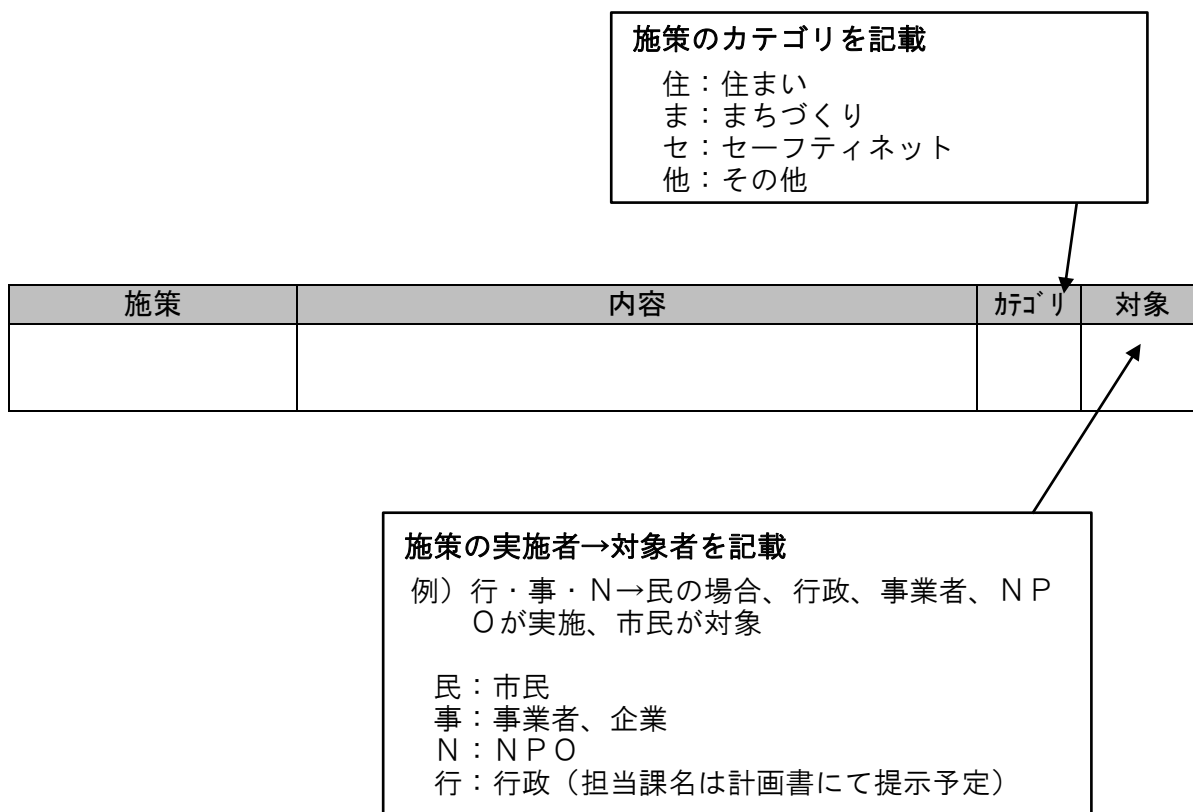 施策のカテゴリを記載
住：住まい
ま：まちづくり
セ：セーフティネット
他：その他
施策 内容 ｶﾃｺﾞﾘ 対象
施策の実施者→対象者を記載
例）行・事・Ｎ→民の場合、行政、事業者、ＮＰ
Ｏが実施、市民が対象
民：市民
事：事業者、企業
Ｎ：ＮＰＯ
行：行政（担当課名は計画書にて提示予定）